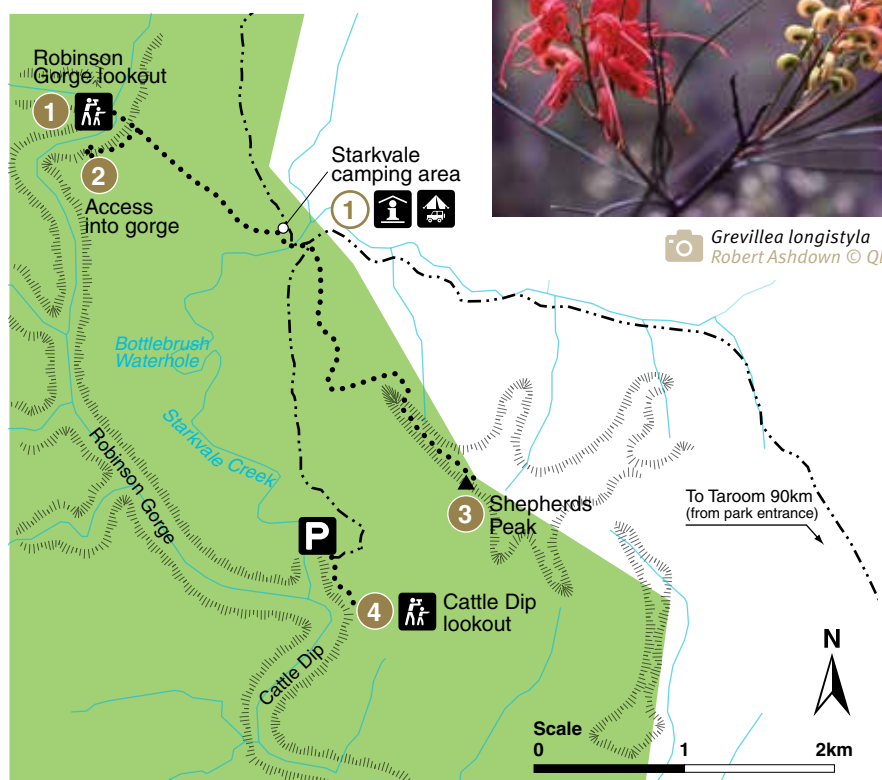 Robinson
Gorge lookout
1
2
Access
into gorge
Starkvale
camping area
1
Grevillea longistyla
Robert Ashdown ©
Bottlebrush
Waterhole
Starkvale Creek
Robinson Gorge
3
Shepherds
Peak
To Taroom 90km
(from park entrance)
P
4
Cattle Dip
lookout
Cattle Dip
N
Scale
0
1
2km